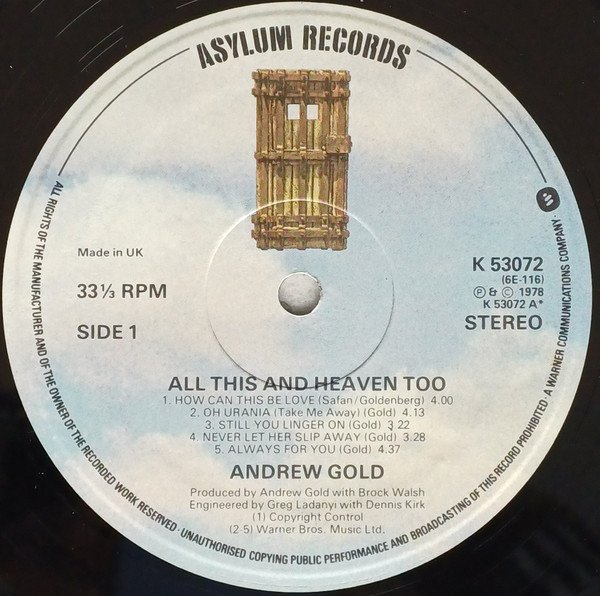 ASYLUM RECORDS
Made in UK
33⅓ RPM
SIDE 1
K 53072
(6E-116)
℗ & © 1978
K 53072 A*
STEREO
ALL THIS AND HEAVEN TOO
1. HOW CAN THIS BE LOVE (Safan/Goldenberg) 4.00
2. OH URANIA (Take Me Away) (Gold) 4.13
3. STILL YOU LINGER ON (Gold) 3.22
4. NEVER LET HER SLIP AWAY (Gold) 3.28
5. ALWAYS FOR YOU (Gold) 4.37
ANDREW GOLD
Produced by Andrew Gold with Brock Walsh
Engineered by Greg Ladanyi with Dennis Kirk
(1) Copyright Control
(2-5) Warner Bros. Music Ltd.
ALL RIGHTS OF THE MANUFACTURER AND OF THE OWNER OF THE RECORDED WORK RESERVED · UNAUTHORISED COPYING PUBLIC PERFORMANCE AND BROADCASTING OF THIS RECORD PROHIBITED · A WARNER COMMUNICATIONS COMPANY ·